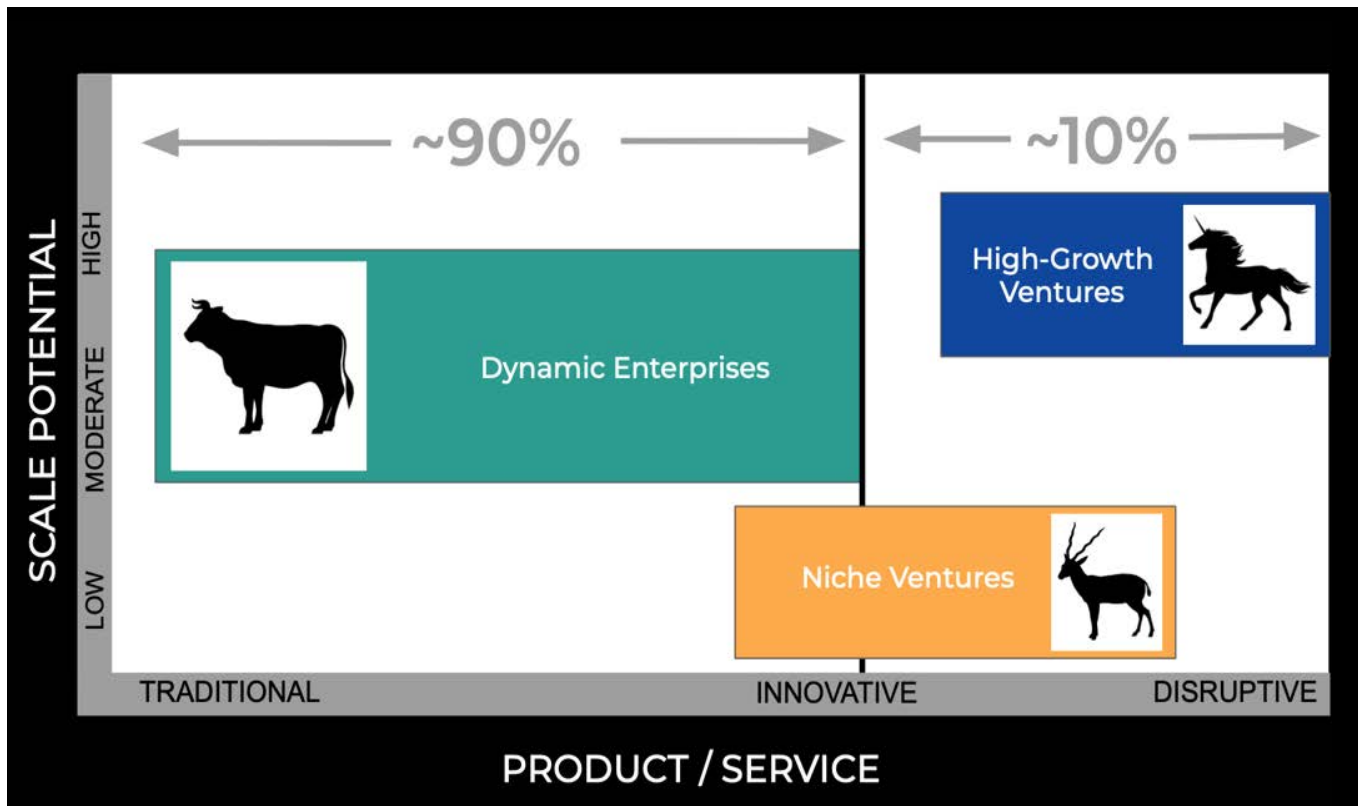 ~90%
~10%
SCALE POTENTIAL
HIGH
MODERATE
LOW
High-Growth
Ventures
Dynamic Enterprises
Niche Ventures
TRADITIONAL
INNOVATIVE
DISRUPTIVE
PRODUCT / SERVICE